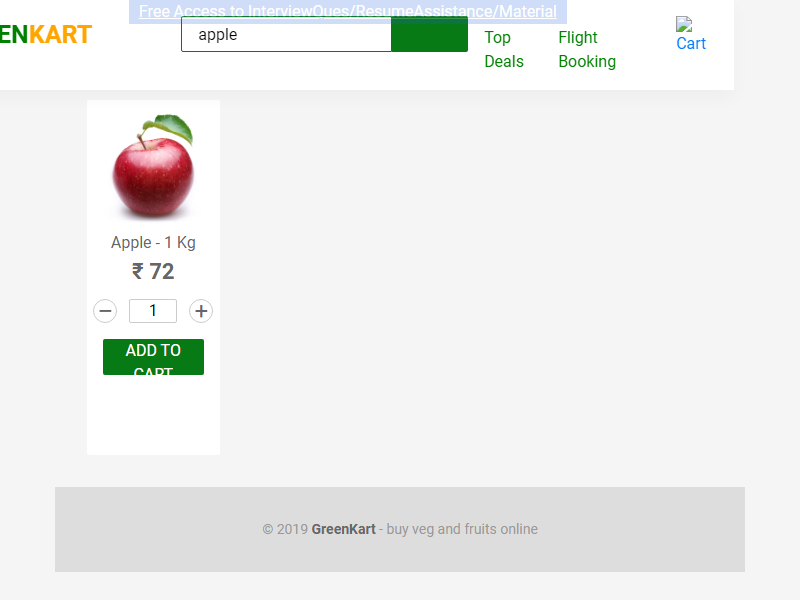 Free Access to InterviewQues/ResumeAssistance/Material
ENKART
apple
Top
Deals
Flight
Booking
Cart
Apple - 1 Kg
₹ 72
1
ADD TO
CART
© 2019 GreenKart - buy veg and fruits online